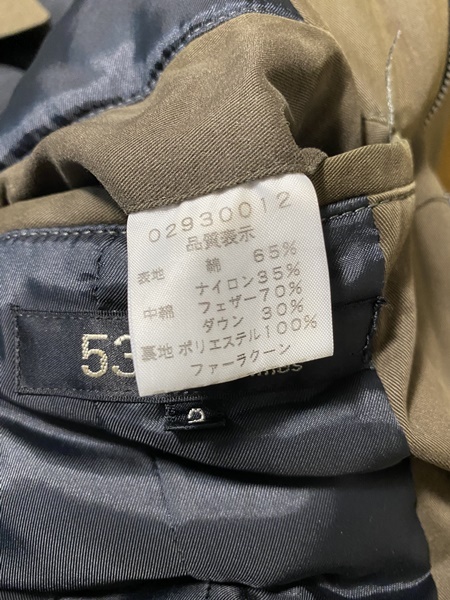 02930012
品質表示
表地 綿 65%
ナイロン35%
中綿 フェザー70%
ダウン 30%
裏地 ポリエステル100%
ファーラクーン
53
2